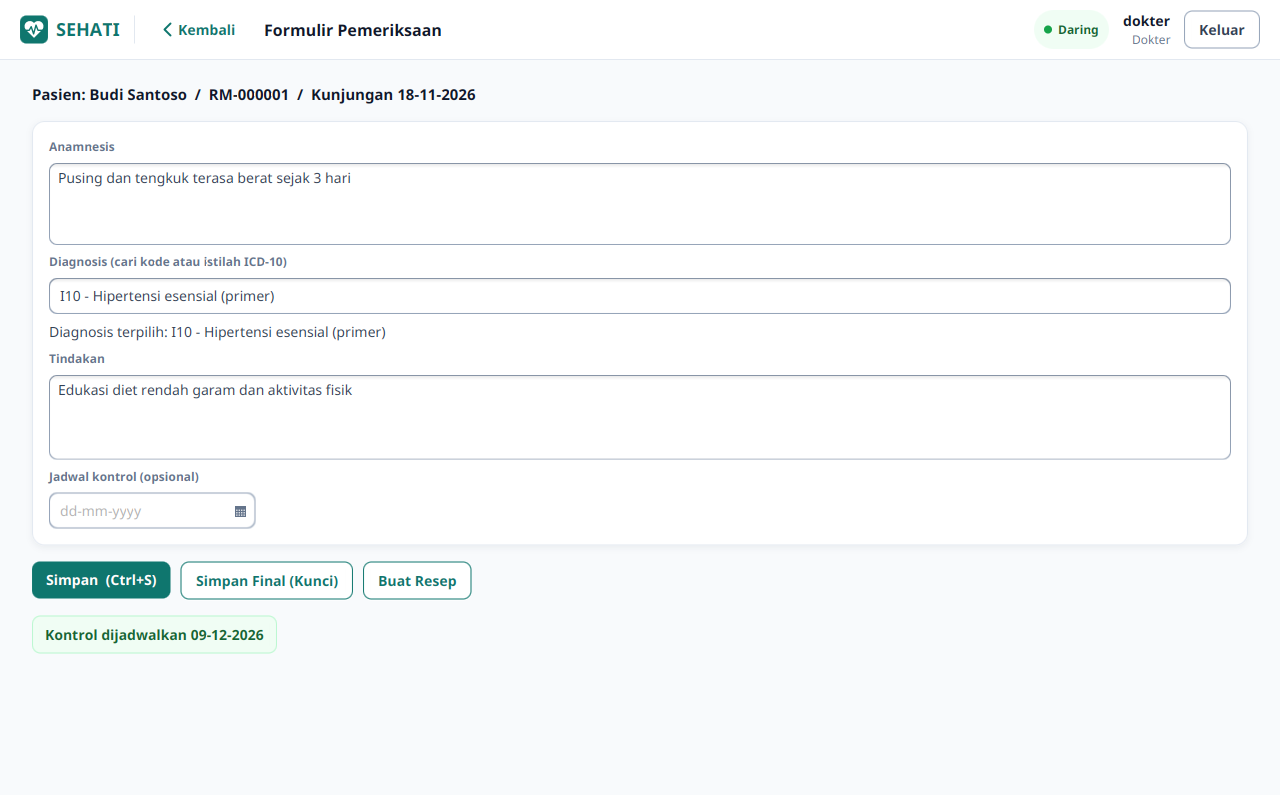 SEHATI
Kembali
Formulir Pemeriksaan
Daring
dokter
Dokter
Keluar
Pasien: Budi Santoso / RM-000001 / Kunjungan 18-11-2026
Anamnesis
Pusing dan tengkuk terasa berat sejak 3 hari
Diagnosis (cari kode atau istilah ICD-10)
I10 - Hipertensi esensial (primer)
Diagnosis terpilih: I10 - Hipertensi esensial (primer)
Tindakan
Edukasi diet rendah garam dan aktivitas fisik
Jadwal kontrol (opsional)
dd-mm-yyyy
Simpan (Ctrl+S)
Simpan Final (Kunci)
Buat Resep
Kontrol dijadwalkan 09-12-2026